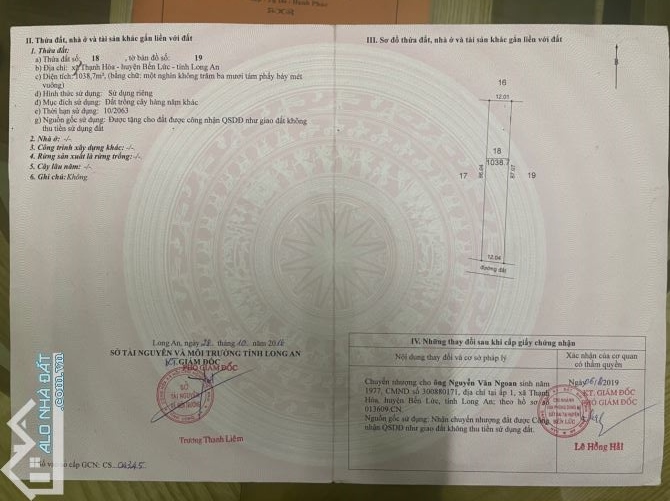 II. Thửa đất, nhà ở và tài sản khác gắn liền với đất
1. Thửa đất:
a) Thửa đất số: 18, tờ bản đồ số: 19
b) Địa chỉ: xã Thạnh Hòa - huyện Bến Lức - tỉnh Long An
c) Diện tích: 1038,7m², (bằng chữ: một nghìn không trăm ba mươi tám phẩy bảy mét
vuông)
d) Hình thức sử dụng: Sử dụng riêng
đ) Mục đích sử dụng: Đất trồng cây hàng năm khác
e) Thời hạn sử dụng: 10/2063
g) Nguồn gốc sử dụng: Được tặng cho đất được công nhận QSDĐ như giao đất không
thu tiền sử dụng đất
2. Nhà ở: -/-
3. Công trình xây dựng khác: -/-
4. Rừng sản xuất là rừng trồng: -/-
5. Cây lâu năm: -/-
6. Ghi chú: Không.
Long An, ngày 28 tháng 10 năm
SỞ TÀI NGUYÊN VÀ MÔI TRƯỜNG TỈNH LONG AN
KT. GIÁM ĐỐC
PHÓ GIÁM ĐỐC
SỞ
TÀI NGUYÊN
VÀ MÔI TRƯỜNG
Trương Thanh Liêm
Số vào sổ cấp GCN: CS
III. Sơ đồ thửa đất, nhà ở và tài sản khác gắn liền với đất
B
16
12.01
18
1038.7
17
19
12.04
đường đất
IV. Những thay đổi sau khi cấp giấy chứng nhận
Nội dung thay đổi và cơ sở pháp lý
Xác nhận của cơ quan
có thẩm quyền
Chuyển nhượng cho ông Nguyễn Văn Ngoan sinh năm
1977, CMND số 300880171, địa chỉ tại ấp 1, xã Thạnh
Hòa, huyện Bến Lức, tỉnh Long An; theo hồ sơ số
013609.CN.
Nguồn gốc sử dụng: Nhận chuyển nhượng đất được Công
nhận QSDĐ như giao đất không thu tiền sử dụng đất.
Ngày 2019
KT. GIÁM ĐỐC
PHÓ GIÁM ĐỐC
CHI NHÁNH
BẾN LỨC
Lê Hồng Hải
ALO NHÀ ĐẤT
.com.vn